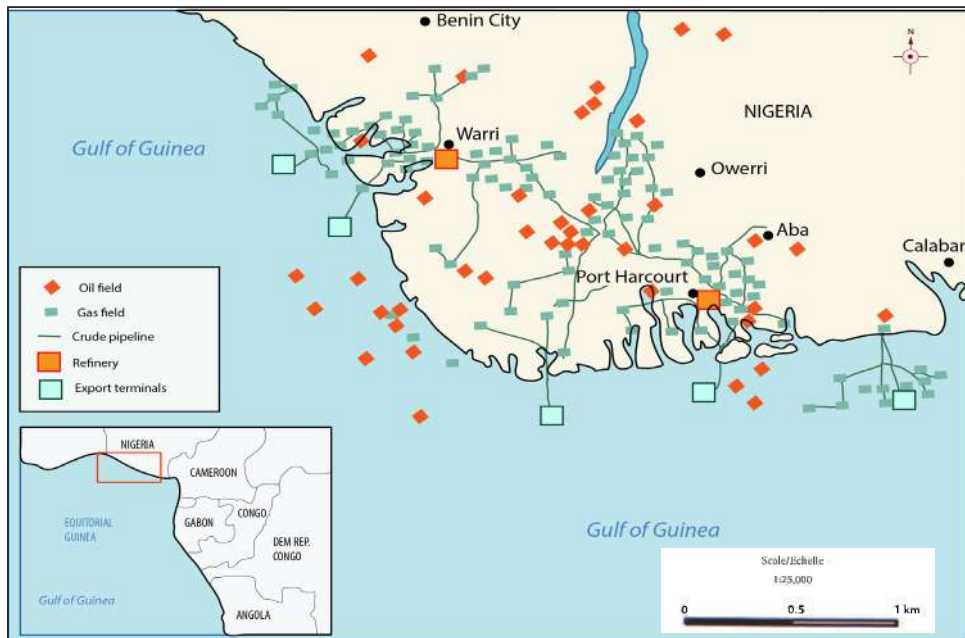 Benin City
N
NIGERIA
Gulf of Guinea
Warri
Owerri
Aba
Calabar
Port Harcourt
Oil field
Gas field
Crude pipeline
Refinery
Export terminals
NIGERIA
CAMEROON
EQUITORIAL
GUINEA
GABON
CONGO
DEM REP.
CONGO
Gulf of Guinea
ANGOLA
Gulf of Guinea
Scale/Echelle
1:25,000
0 0.5 1 km